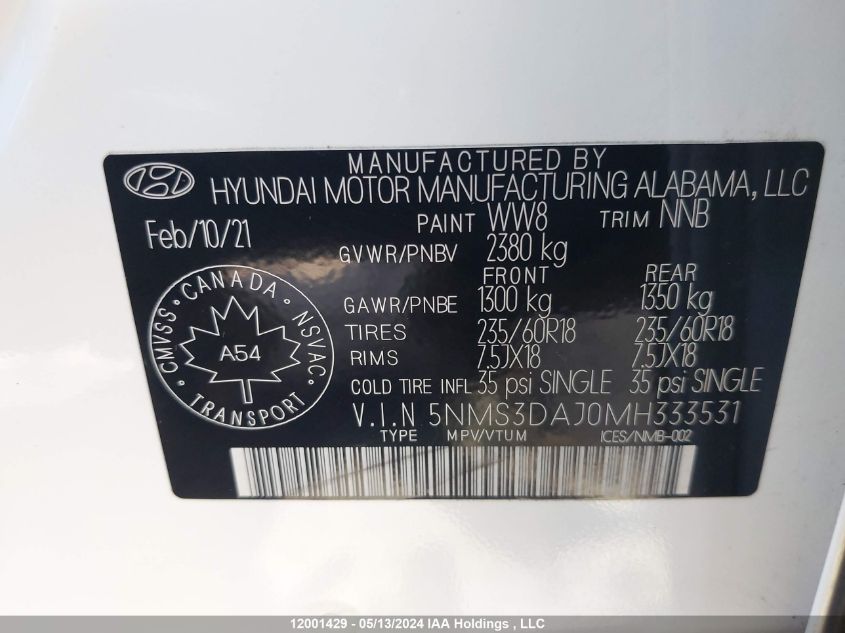 MANUFACTURED BY
HYUNDAI MOTOR MANUFACTURING ALABAMA, LLC
Feb/10/21
PAINT WW8 TRIM NNB
GVWR/PNBV 2380 kg
FRONT REAR
GAWR/PNBE 1300 kg 1350 kg
TIRES 235/60R18 235/60R18
RIMS 7.5JX18 7.5JX18
COLD TIRE INFL 35 psi SINGLE 35 psi SINGLE
V.I.N 5NMS3DAJ0MH333531
TYPE MPV/VTUM ICES/NMB-002
CMVSS · CANADA · NSVAC
A54
TRANSPORT
12001429 - 05/13/2024 IAA Holdings , LLC